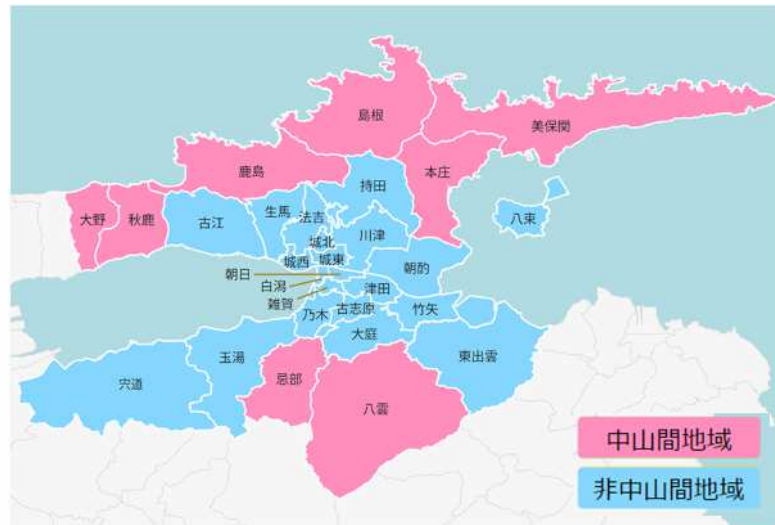 島根
美保関
鹿島
本庄
持田
大野
秋鹿
古江
生馬
法吉
八束
川津
城北
城西
城東
朝酌
朝日
白潟
津田
雑賀
乃木
古志原
竹矢
大庭
玉湯
東出雲
宍道
忌部
八雲
中山間地域
非中山間地域